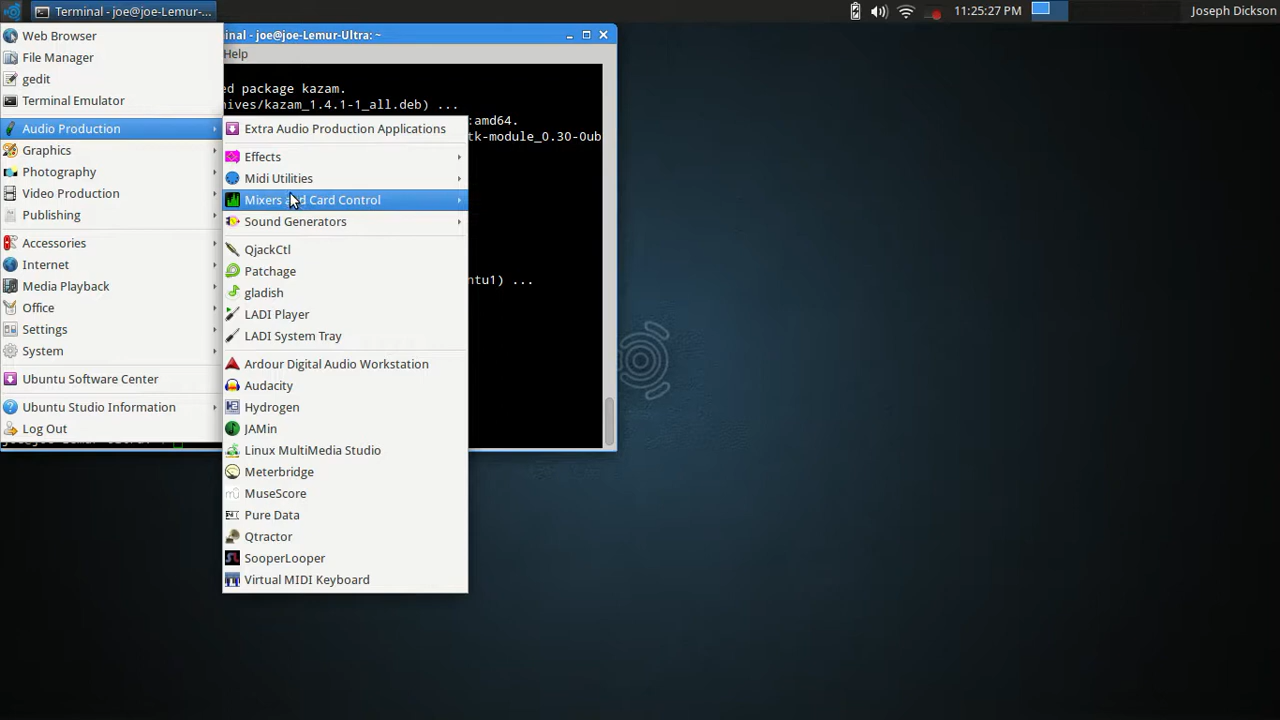 Terminal - joe@joe-Lemur-...
11:25:27 PM
Joseph Dickson
inal - joe@joe-Lemur-Ultra: ~
Help
ed package kazam.
hives/kazam_1.4.1-1_all.deb) ...
:amd64.
tk-module_0.30-0ub
ntu1) ...
Web Browser
File Manager
gedit
Terminal Emulator
Audio Production
Graphics
Photography
Video Production
Publishing
Accessories
Internet
Media Playback
Office
Settings
System
Ubuntu Software Center
Ubuntu Studio Information
Log Out
Extra Audio Production Applications
Effects
Midi Utilities
Mixers and Card Control
Sound Generators
QjackCtl
Patchage
gladish
LADI Player
LADI System Tray
Ardour Digital Audio Workstation
Audacity
Hydrogen
JAMin
Linux MultiMedia Studio
Meterbridge
MuseScore
Pure Data
Qtractor
SooperLooper
Virtual MIDI Keyboard